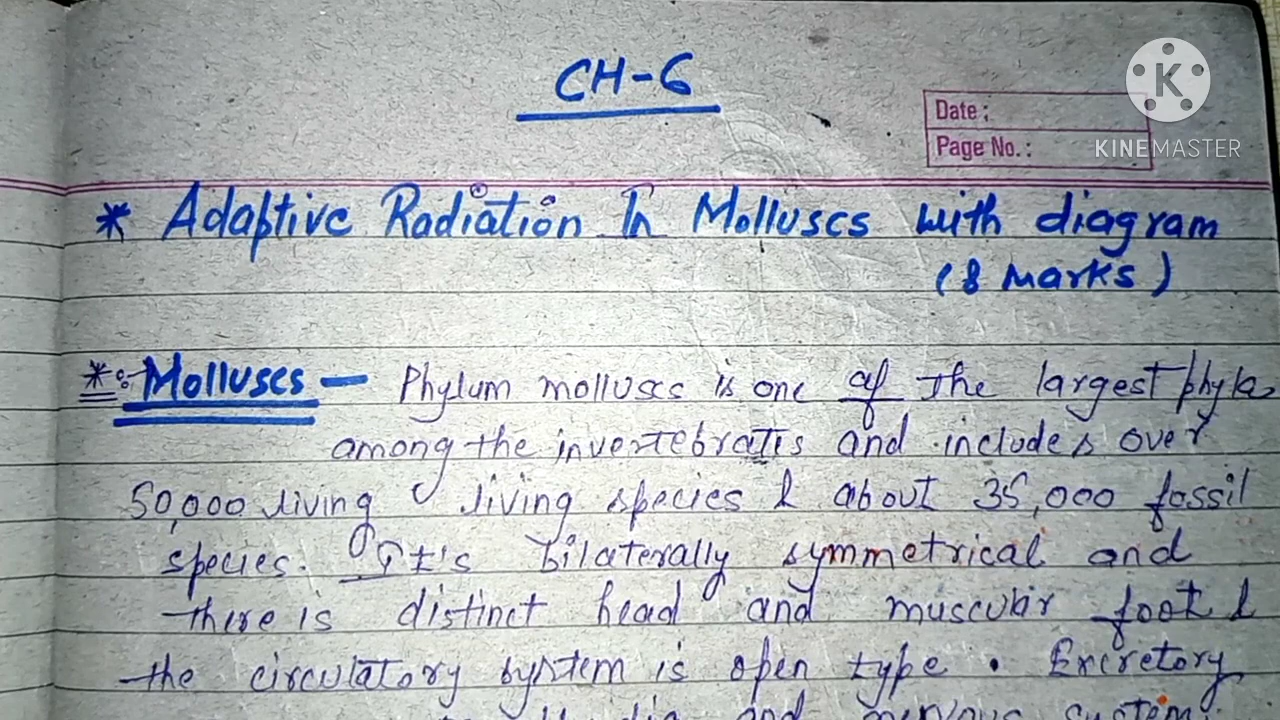 CH-6
Date :
Page No. :
K
KINEMASTER
* Adaptive Radiation In Molluscs with diagram
(8 Marks)
* Molluscs - Phylum molluscs is one of the largest phyla
among the invertebrates and includes over
50,000 living living species & about 35,000 fossil
species. It's bilaterally symmetrical and
there is distinct head and muscular foot &
the circulatory system is open type . Excretory
and nervous system